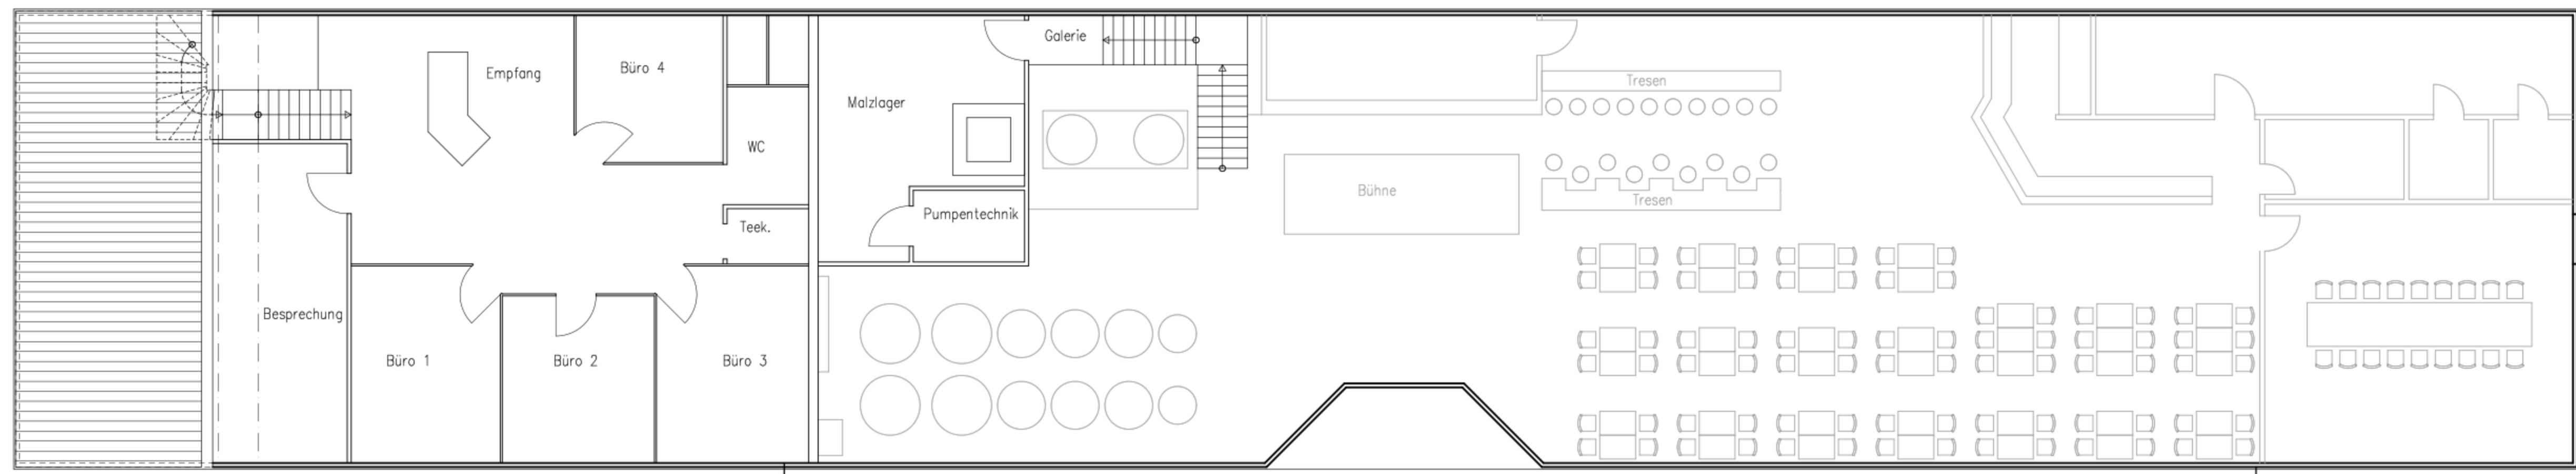 Galerie
Empfang
Büro 4
Tresen
Malzlager
WC
Bühne
Tresen
Pumpentechnik
Teek.
Besprechung
Büro 1
Büro 2
Büro 3